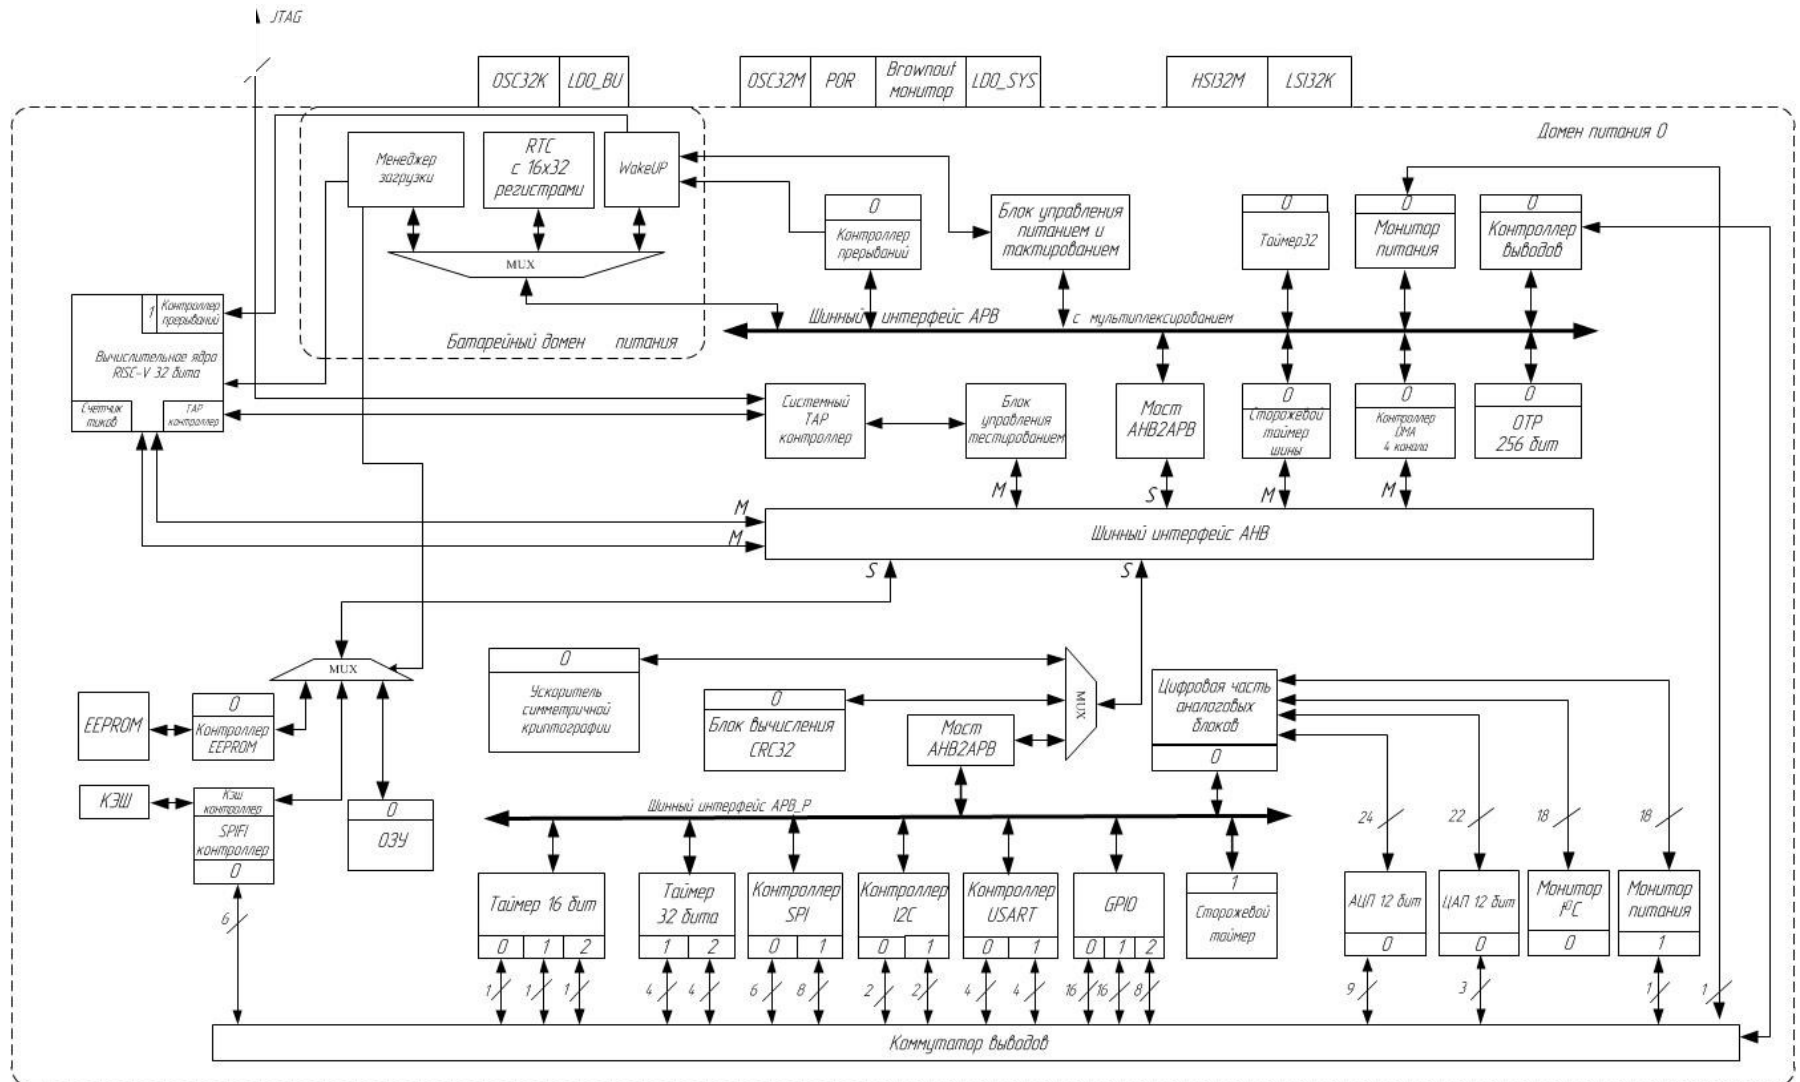 JTAG
OSC32K
LDO_BU
OSC32M
POR
Brownout
монитор
LDO_SYS
HSI32M
LSI32K
Домен питания 0
Менеджер
загрузки
RTC
с 16x32
регистрами
WakeUP
MUX
Батарейный домен питания
0
Контроллер
прерываний
Блок управления
питанием и
тактированием
0
Таймер32
0
Монитор
питания
0
Контроллер
выводов
1
Контроллер
прерываний
Вычислительное ядро
RISC-V 32 бита
Счетчик
тиков
TAP
контроллер
Шинный интерфейс APB с мультиплексированием
Системный
TAP
контроллер
Блок
управления
тестированием
Мост
AHB2APB
0
Сторожевой
таймер
шины
0
Контроллер
DMA
4 канала
0
OTP
256 бит
M
S
M
M
M
M
Шинный интерфейс AHB
S
S
MUX
0
Ускоритель
симметричной
криптографии
0
Блок вычисления
CRC32
Мост
AHB2APB
MUX
Цифровая часть
аналоговых
блоков
0
EEPROM
0
Контроллер
EEPROM
КЭШ
Кэш
контроллер
SPIFI
контроллер
0
0
ОЗУ
6
Шинный интерфейс APB_P
24
22
18
18
Таймер 16 бит
0
1
2
Таймер
32 бита
1
2
Контроллер
SPI
0
1
Контроллер
I2C
0
1
Контроллер
USART
0
1
GPIO
0
1
2
1
Сторожевой
таймер
АЦП 12 бит
0
ЦАП 12 бит
0
Монитор
t⁰C
0
Монитор
питания
1
1
1
1
4
4
6
8
2
2
4
4
16
16
8
9
3
1
1
Коммутатор выводов